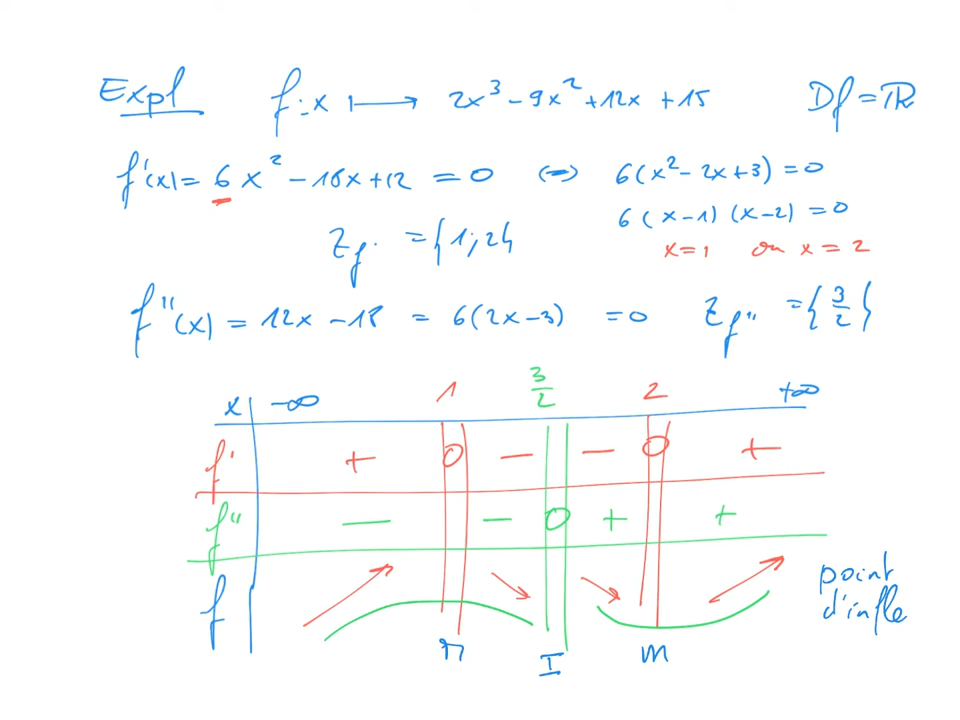 Expl f: x ⟼ 2x³ - 9x² + 12x + 15 Df = ℝ
f'(x) = 6x² - 18x + 12 = 0 ⟺ 6(x² - 2x + 3) = 0
6(x-1)(x-2) = 0
Zf' = {1; 2}
x = 1 ou x = 2
f''(x) = 12x - 18 = 6(2x-3) = 0 Zf'' = {3/2}
x -∞ 1 3/2 2 +∞
f' + 0 - - 0 +
f'' - - 0 + +
f
point
d'infle
M I m